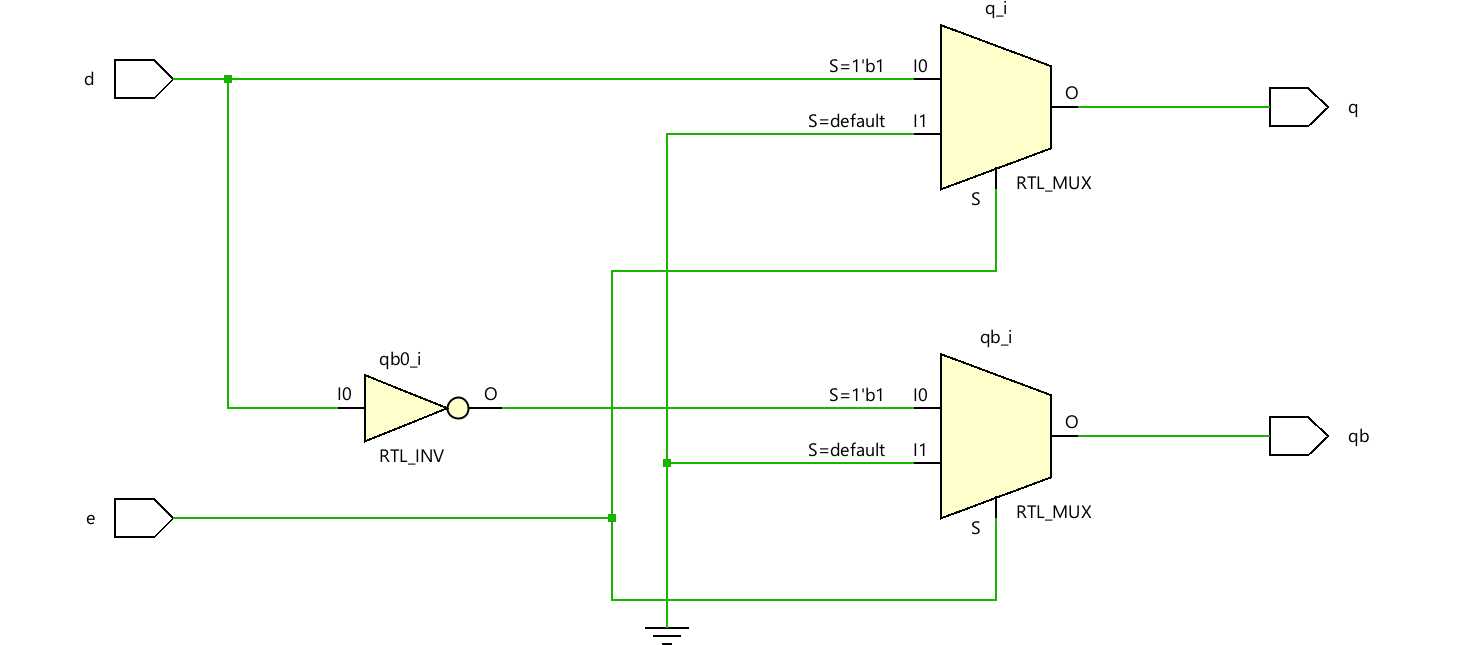 q_i
d
S=1'b1
I0
O
q
S=default
I1
RTL_MUX
S
qb_i
qb0_i
I0
O
S=1'b1
I0
O
qb
S=default
I1
RTL_INV
RTL_MUX
e
S